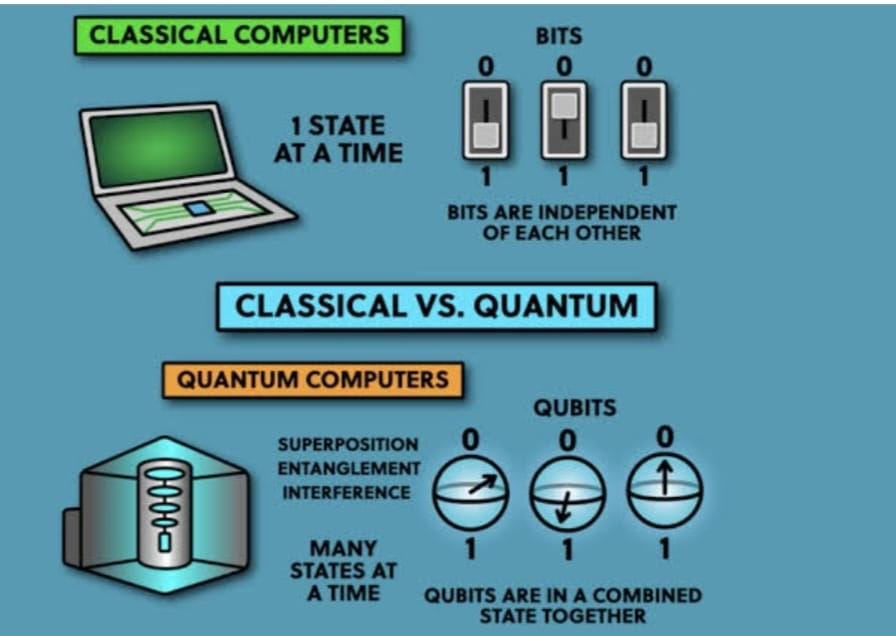 CLASSICAL COMPUTERS
BITS
0 0 0
1 STATE
AT A TIME
1 1 1
BITS ARE INDEPENDENT
OF EACH OTHER
CLASSICAL VS. QUANTUM
QUANTUM COMPUTERS
QUBITS
SUPERPOSITION
ENTANGLEMENT
INTERFERENCE
0 0 0
1 1 1
MANY
STATES AT
A TIME
QUBITS ARE IN A COMBINED
STATE TOGETHER